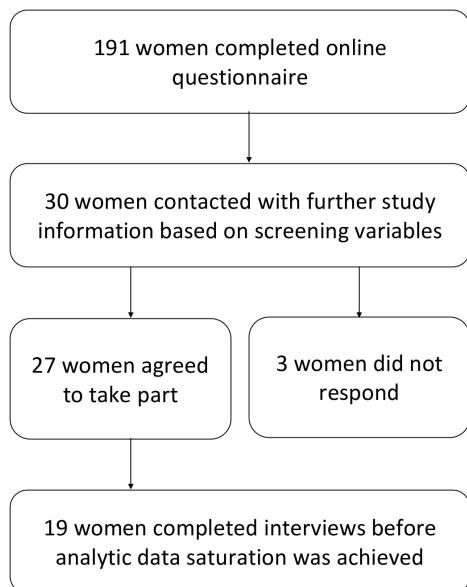 191 women completed online
questionnaire
30 women contacted with further study
information based on screening variables
27 women agreed
to take part
3 women did not
respond
19 women completed interviews before
analytic data saturation was achieved